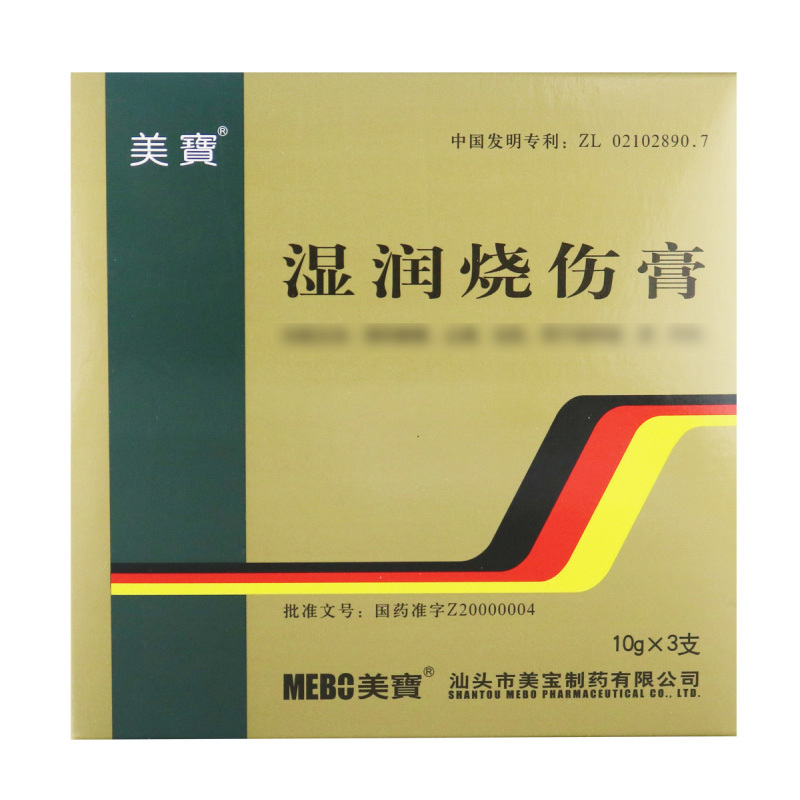 美寶®
中国发明专利：ZL 02102890.7
湿润烧伤膏
批准文号：国药准字Z20000004
10g×3支
MEBO美寶®
汕头市美宝制药有限公司
SHANTOU MEBO PHARMACEUTICAL CO., LTD.